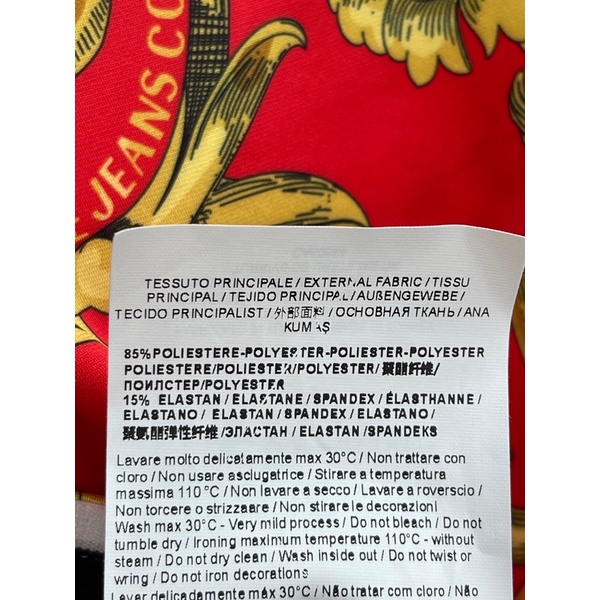 E JEANS CO
TESSUTO PRINCIPALE / EXTERNAL FABRIC / TISSU
PRINCIPAL / TEJIDO PRINCIPAL / AUßENGEWEBE /
TECIDO PRINCIPALIST / 外部面料 / ОСНОВНАЯ ТКАНЬ / ANA
KUMAŞ
85%POLIESTERE-POLYESTER-POLIESTER-POLYESTER
POLIESTERE/POLIESTER/POLYESTER/聚酯纤维/
ПОИЛСТЕР/POLYESTER
15% ELASTAN / ELASTANE / SPANDEX / ÉLASTHANNE /
ELASTANO / ELASTAN / SPANDEX / ELASTANO /
聚氨酯弹性纤维 /ЭЛАСТАН / ELASTAN /SPANDEKS
Lavare molto delicatamente max 30°C / Non trattare con
cloro / Non usare asciugatrice / Stirare a temperatura
massima 110°C / Non lavare a secco / Lavare a rovescio /
Non torcere o strizzare / Non stirare le decorazioni
Wash max 30°C - Very mild process / Do not bleach / Do not
tumble dry / Ironing maximum temperature 110°C - without
steam / Do not dry clean / Wash inside out / Do not twist or
wring / Do not iron decorations
Lavar delicadamente máx 30°C / Não tratar com cloro / Não